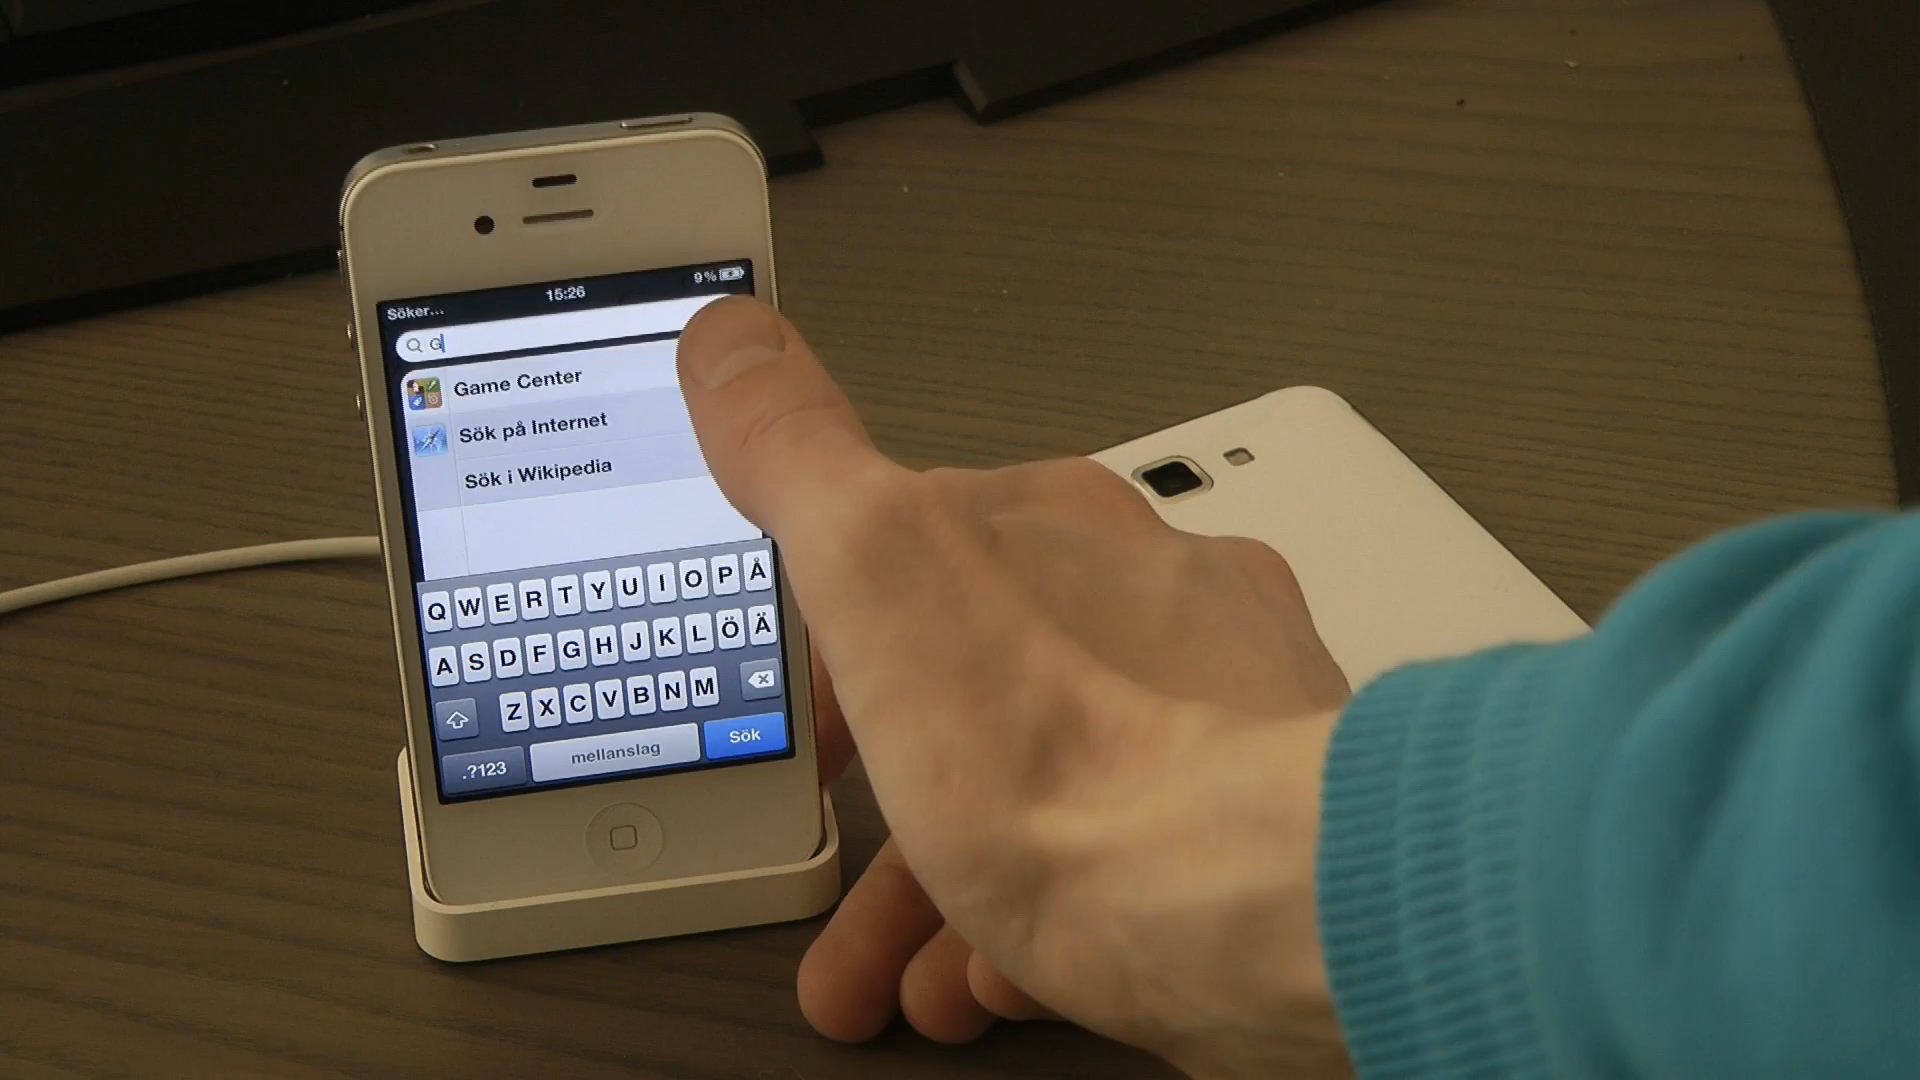 Söker... 15:26 9%
G
Game Center
Sök på Internet
Sök i Wikipedia
Q W E R T Y U I O P Å
A S D F G H J K L Ö Ä
Z X C V B N M
.?123 mellanslag Sök